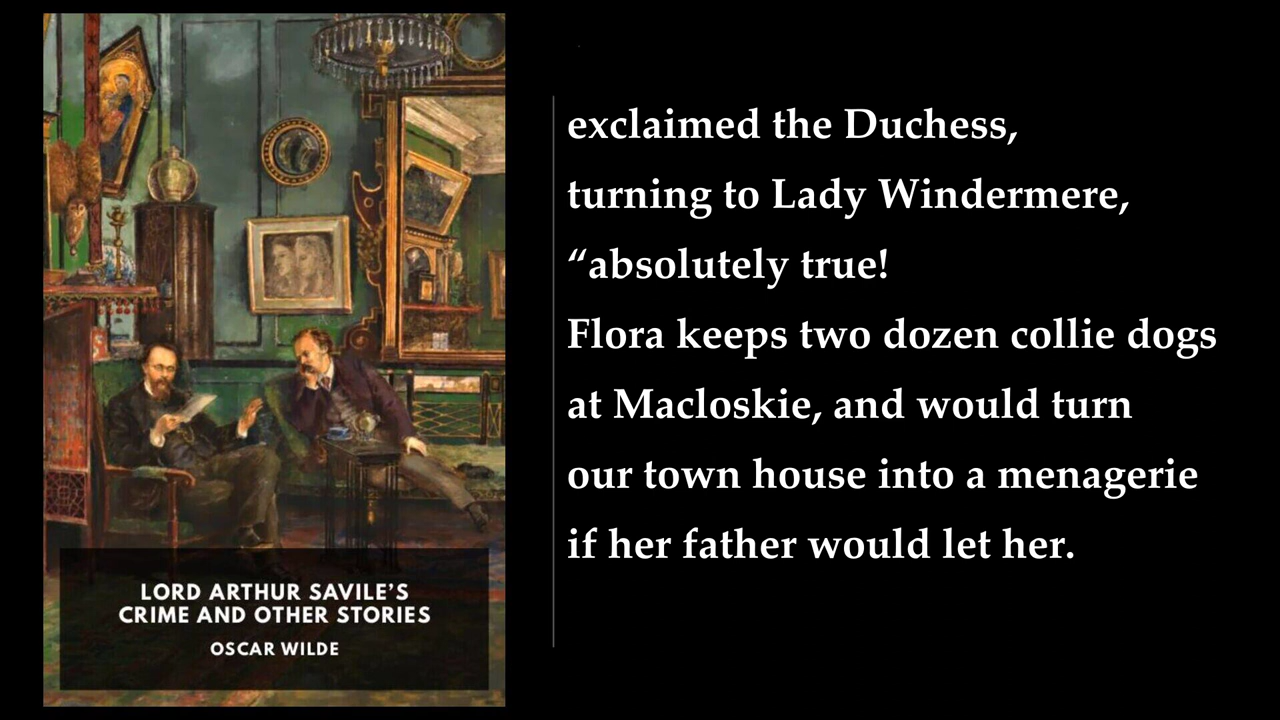 exclaimed the Duchess,
turning to Lady Windermere,
“absolutely true!
Flora keeps two dozen collie dogs
at Macloskie, and would turn
our town house into a menagerie
if her father would let her.
LORD ARTHUR SAVILE’S
CRIME AND OTHER STORIES
OSCAR WILDE